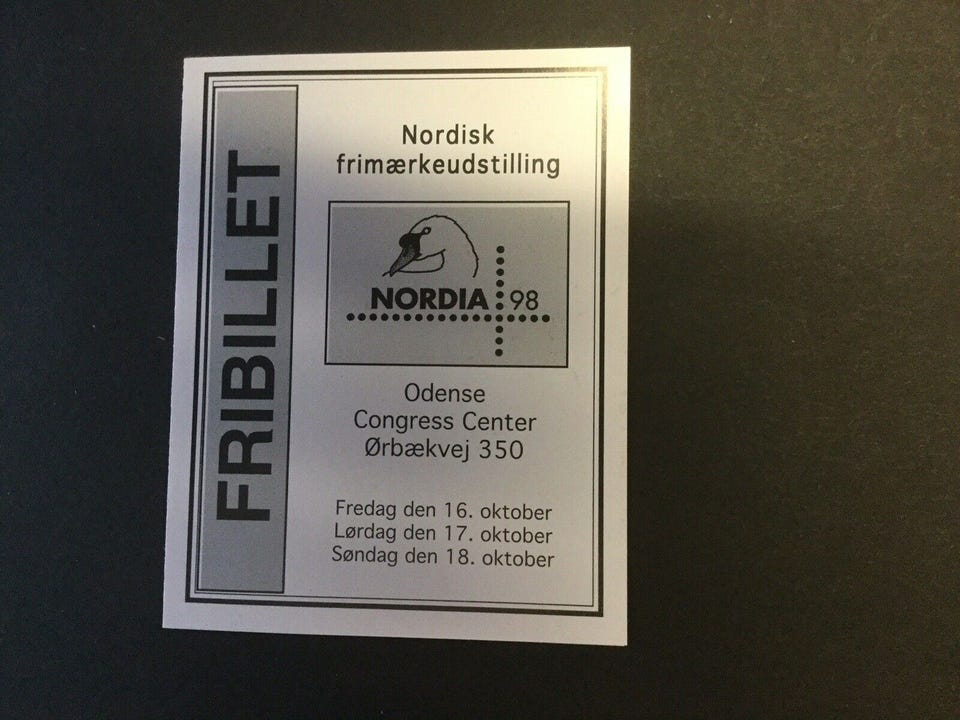 FRIBILLET
Nordisk
frimærkeudstilling
NORDIA 98
Odense
Congress Center
Ørbækvej 350
Fredag den 16. oktober
Lørdag den 17. oktober
Søndag den 18. oktober